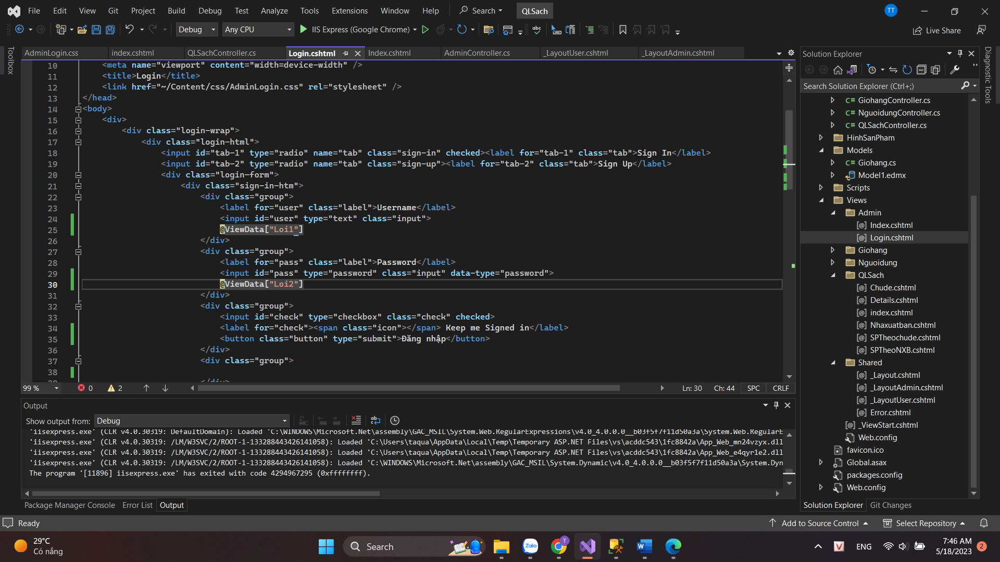 File Edit View Git Project Build Debug Test Analyze Tools Extensions Window Help Search QLSach TT
Debug Any CPU IIS Express (Google Chrome) Live Share
Toolbox
AdminLogin.css index.cshtml QLSachController.cs Login.cshtml Index.cshtml AdminController.cs _LayoutUser.cshtml _LayoutAdmin.cshtml
10 <meta name="viewport" content="width=device-width" />
11 <title>Login</title>
12 <link href="~/Content/css/AdminLogin.css" rel="stylesheet" />
13 </head>
14 <body>
15 <div>
16 <div class="login-wrap">
17 <div class="login-html">
18 <input id="tab-1" type="radio" name="tab" class="sign-in" checked><label for="tab-1" class="tab">Sign In</label>
19 <input id="tab-2" type="radio" name="tab" class="sign-up"><label for="tab-2" class="tab">Sign Up</label>
20 <div class="login-form">
21 <div class="sign-in-htm">
22 <div class="group">
23 <label for="user" class="label">Username</label>
24 <input id="user" type="text" class="input">
25 @ViewData["Loi1"]
26 </div>
27 <div class="group">
28 <label for="pass" class="label">Password</label>
29 <input id="pass" type="password" class="input" data-type="password">
30 @ViewData["Loi2"]
31 </div>
32 <div class="group">
33 <input id="check" type="checkbox" class="check" checked>
34 <label for="check"><span class="icon"></span> Keep me Signed in</label>
35 <button class="button" type="submit">Đăng nhập</button>
36 </div>
37 <div class="group">
38
99 % 0 2 Ln: 30 Ch: 44 SPC CRLF
Output
Show output from: Debug
'iisexpress.exe' (CLR v4.0.30319: DefaultDomain): Loaded 'C:\WINDOWS\Microsoft.Net\assembly\GAC_MSIL\System.Web.RegularExpressions\v4.0_4.0.0.0__b03f5f7f11d50a3a\System.Web.RegularE
'iisexpress.exe' (CLR v4.0.30319: /LM/W3SVC/2/ROOT-1-133288443426141058): Loaded 'C:\Users\taqua\AppData\Local\Temp\Temporary ASP.NET Files\vs\acddc543\1fc8842a\App_Web_mn24vzyx.dll
'iisexpress.exe' (CLR v4.0.30319: /LM/W3SVC/2/ROOT-1-133288443426141058): Loaded 'C:\Users\taqua\AppData\Local\Temp\Temporary ASP.NET Files\vs\acddc543\1fc8842a\App_Web_e4qyr1e2.dll
'iisexpress.exe' (CLR v4.0.30319: /LM/W3SVC/2/ROOT-1-133288443426141058): Loaded 'C:\WINDOWS\Microsoft.Net\assembly\GAC_MSIL\System.Dynamic\v4.0_4.0.0.0__b03f5f7f11d50a3a\System.Dyn
The program '[11896] iisexpress.exe' has exited with code 4294967295 (0xffffffff).
Package Manager Console Error List Output
Solution Explorer
Search Solution Explorer (Ctrl+;)
C# GiohangController.cs
C# NguoidungController.cs
C# QLSachController.cs
HinhSanPham
Models
C# Giohang.cs
Model1.edmx
Scripts
Views
Admin
[@] Index.cshtml
[@] Login.cshtml
Giohang
Nguoidung
QLSach
[@] Chude.cshtml
[@] Details.cshtml
[@] index.cshtml
[@] Nhaxuatban.cshtml
[@] SPTheochude.cshtml
[@] SPTheoNXB.cshtml
Shared
[@] _Layout.cshtml
[@] _LayoutAdmin.cshtml
[@] _LayoutUser.cshtml
[@] Error.cshtml
[@] _ViewStart.cshtml
Web.config
favicon.ico
Global.asax
packages.config
Web.config
Solution Explorer Git Changes
Diagnostic Tools
Ready Add to Source Control Select Repository
29°C
Có nắng
Search
Zalo T W V
ENG
7:46 AM
5/18/2023
2